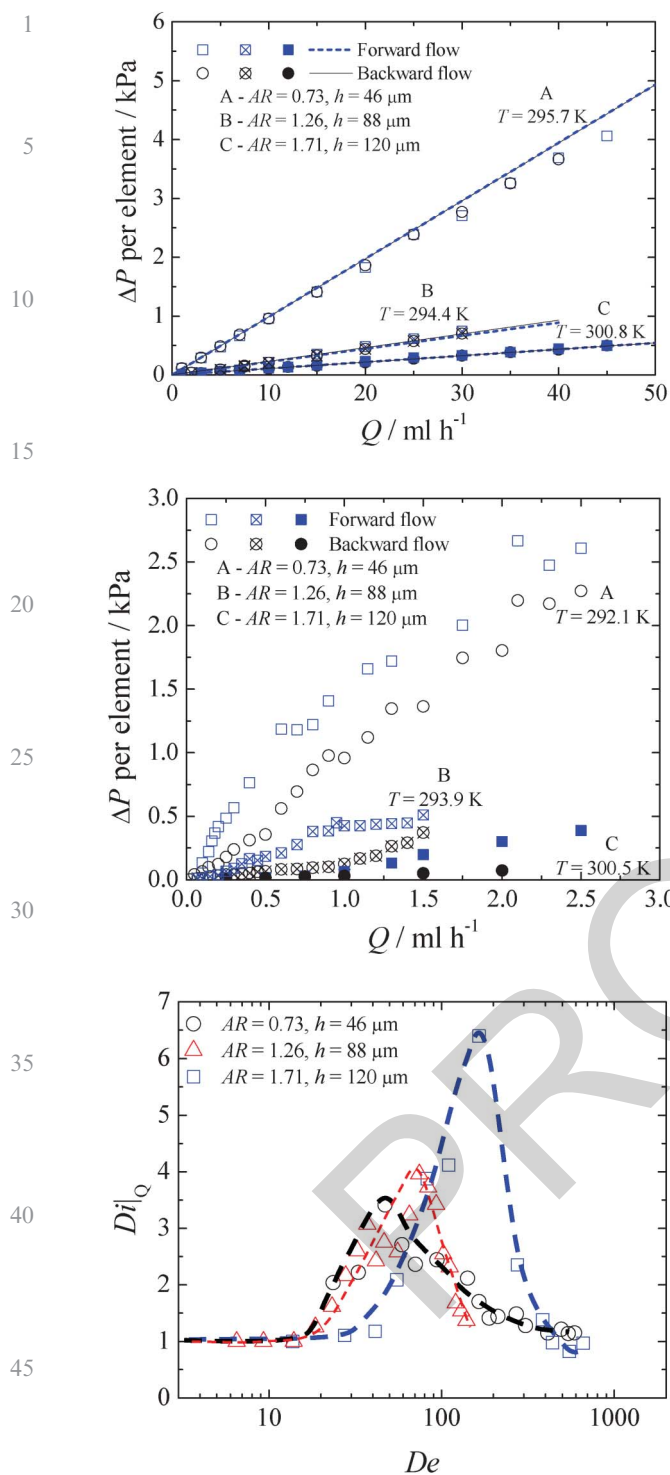 1
5
10
15
20
25
30
35
40
45
Forward flow
Backward flow
A - AR = 0.73, h = 46 μm
B - AR = 1.26, h = 88 μm
C - AR = 1.71, h = 120 μm
A
T = 295.7 K
B
T = 294.4 K
C
T = 300.8 K
ΔP per element / kPa
6
5
4
3
2
1
0
0 10 20 30 40 50
Q / ml h⁻¹
Forward flow
Backward flow
A - AR = 0.73, h = 46 μm
B - AR = 1.26, h = 88 μm
C - AR = 1.71, h = 120 μm
A
T = 292.1 K
B
T = 293.9 K
C
T = 300.5 K
ΔP per element / kPa
3.0
2.5
2.0
1.5
1.0
0.5
0.0
0.0 0.5 1.0 1.5 2.0 2.5 3.0
Q / ml h⁻¹
AR = 0.73, h = 46 μm
AR = 1.26, h = 88 μm
AR = 1.71, h = 120 μm
Di|Q
7
6
5
4
3
2
1
0
10 100 1000
De
PRO